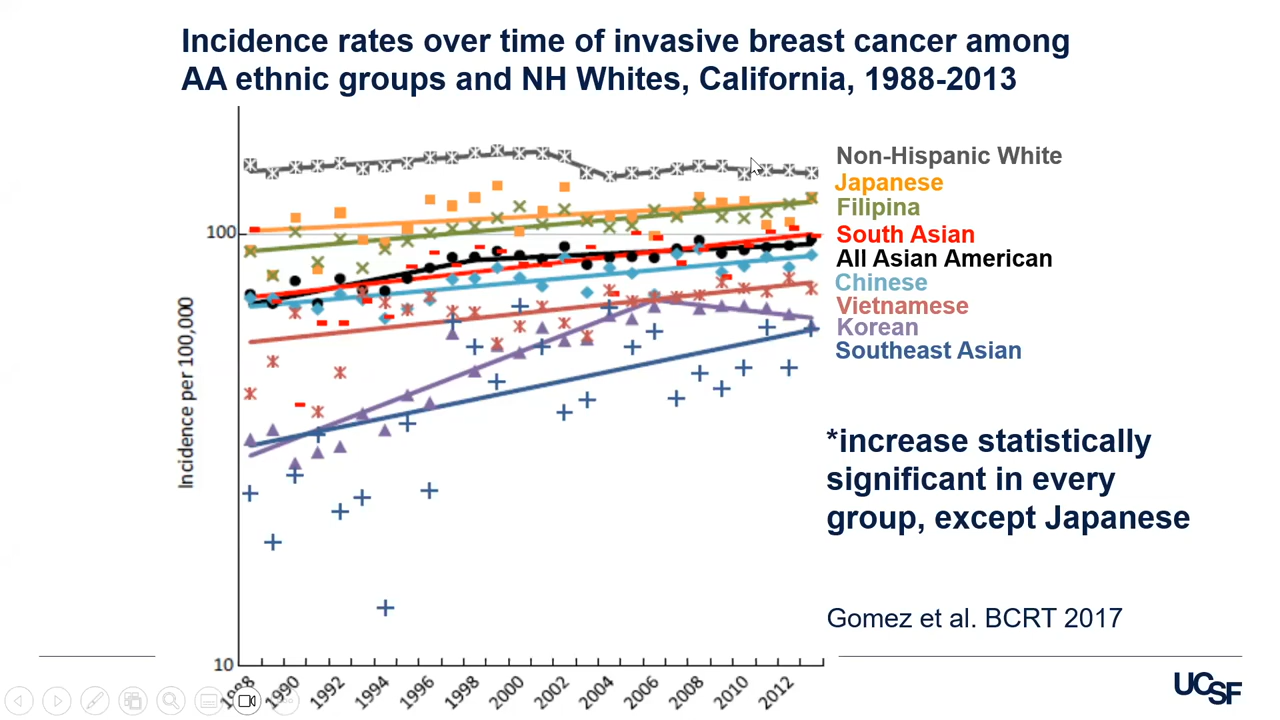 Incidence rates over time of invasive breast cancer among
AA ethnic groups and NH Whites, California, 1988-2013
Non-Hispanic White
Japanese
Filipina
South Asian
All Asian American
Chinese
Vietnamese
Korean
Southeast Asian
100
Incidence per 100,000
10
1988
1990
1992
1994
1996
1998
2000
2002
2004
2006
2008
2010
2012
*increase statistically
significant in every
group, except Japanese
Gomez et al. BCRT 2017
UCSF